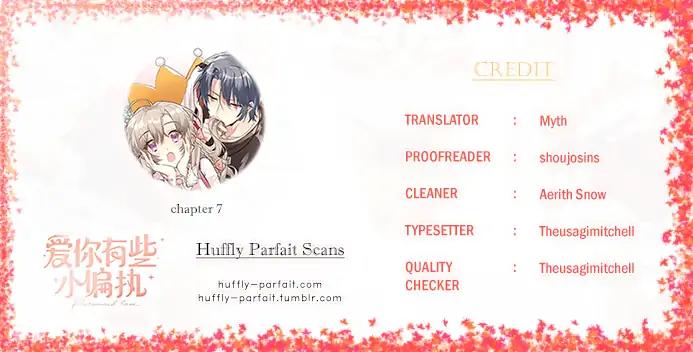 CREDIT
TRANSLATOR : Myth
PROOFREADER : shoujosins
CLEANER : Aerith Snow
TYPESETTER : Theusagimitchell
QUALITY CHECKER : Theusagimitchell
chapter 7
爱你有些
小偏执
Huffly Parfait Scans
huffly-parfait.com
huffly-parfait.tumblr.com